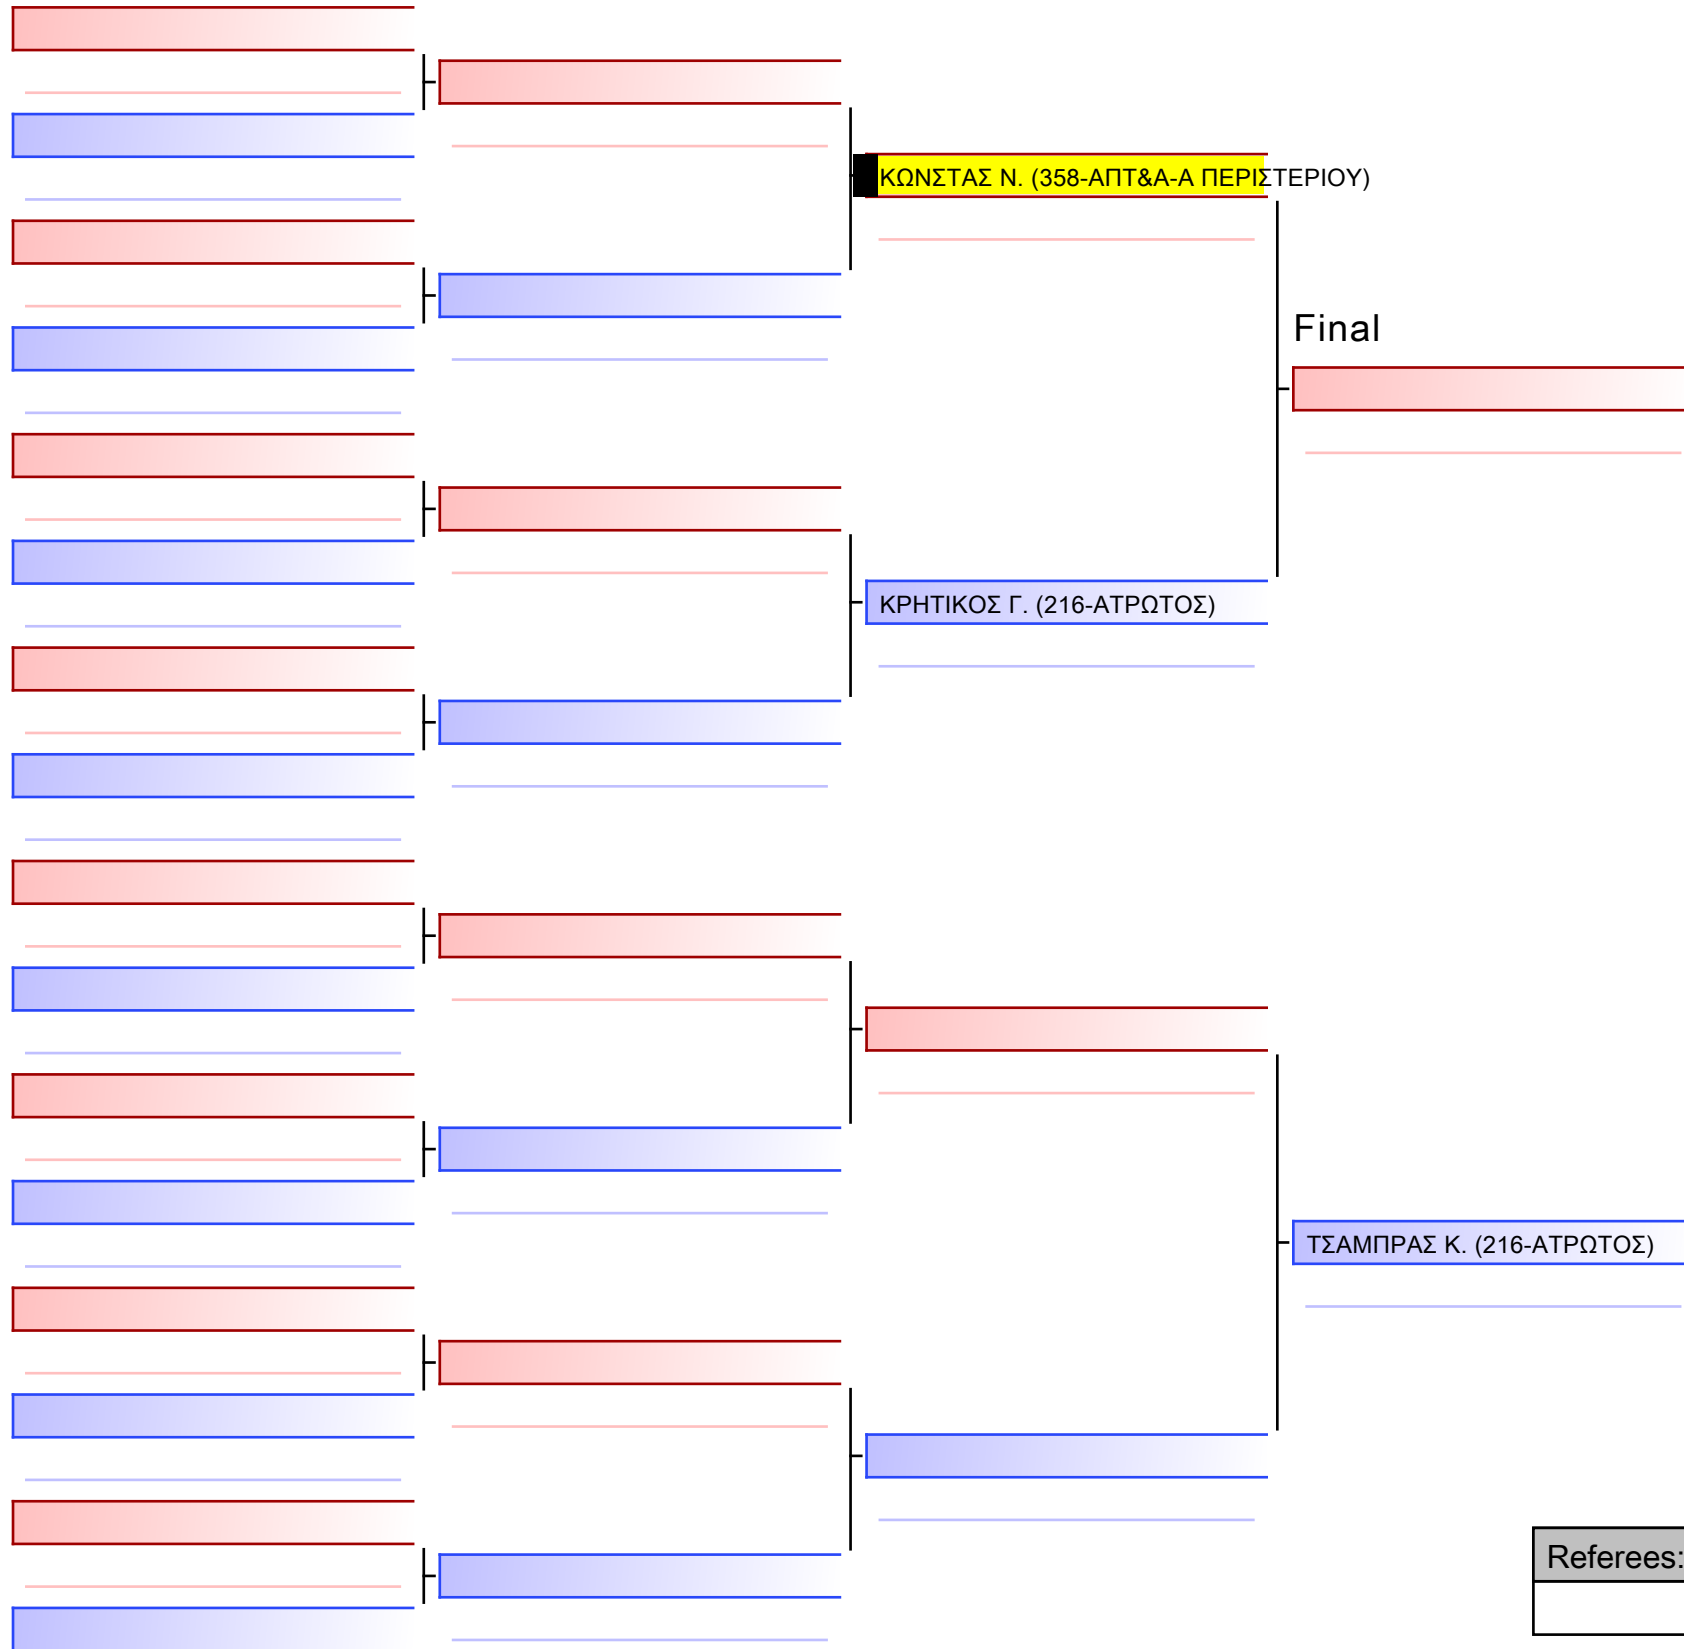 ΚΩΝΣΤΑΣ Ν. (358-ΑΠΤ&Α-Α ΠΕΡΙΣΤΕΡΙΟΥ)
Final
ΚΡΗΤΙΚΟΣ Γ. (216-ΑΤΡΩΤΟΣ)
ΤΣΑΜΠΡΑΣ Κ. (216-ΑΤΡΩΤΟΣ)
Referees: